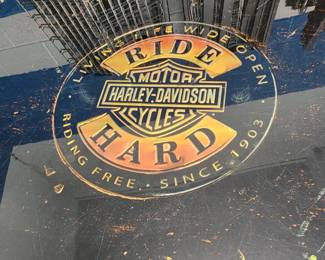 · LIVING LIFE WIDE OPEN ·
RIDE
MOTOR
HARLEY-DAVIDSON
CYCLES
HARD
RIDING FREE · SINCE 1903